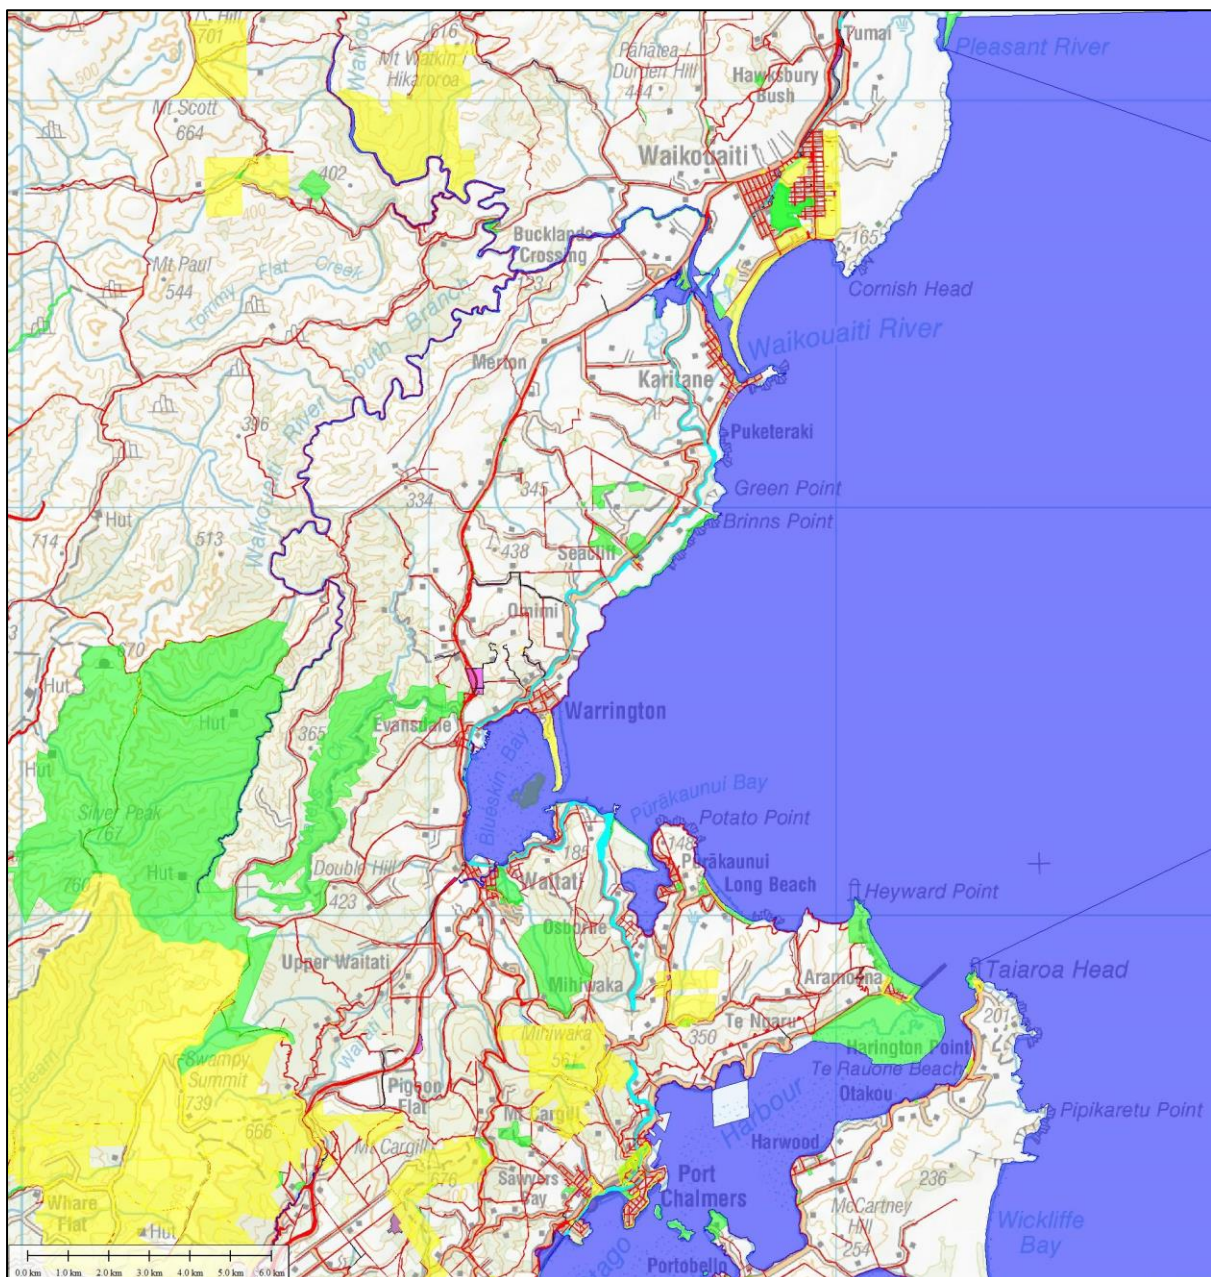 Hill
701
616
Mt Watkin /
Hikaroroa
Pahatea /
Durden Hill
444
Tumai
Hawksbury
Bush
Pleasant River
Mt Scott
664
402
Waikouaiti
Bucklands
Crossing
165
Cornish Head
Mt Paul
544
Tommy Flat Creek
Waikouaiti River South Branch
Waikouaiti River
Merton
Karitane
396
Puketeraki
334
345
Green Point
Brinns Point
Hut
714
513
438
Seacliff
Omimi
Hut
Hut
365
Evansdale
Warrington
Hut
Blueskin Bay
Silver Peak
767
Pūrākaunui Bay
Potato Point
148
185
760
Hut
Double Hill
423
Waitati
Pūrākaunui
Long Beach
Heyward Point
Osborne
Upper Waitati
Mihiwaka
Aramoana
Taiaroa Head
Te Ngaru
201
Mihiwaka
561
350
Harington Point
Te Rauone Beach
Otakou
Swampy
Summit
739
Pigeon
Flat
666
Mt Cargill
Mt Cargill
676
Harbour
Harwood
Pipikaretu Point
Sawyers
Bay
Port
Chalmers
236
Whare
Flat
Hut
McCartney
Hill
254
Wickliffe
Bay
Otago
Portobello
0.0 km 1.0 km 2.0 km 3.0 km 4.0 km 5.0 km 6.0 km